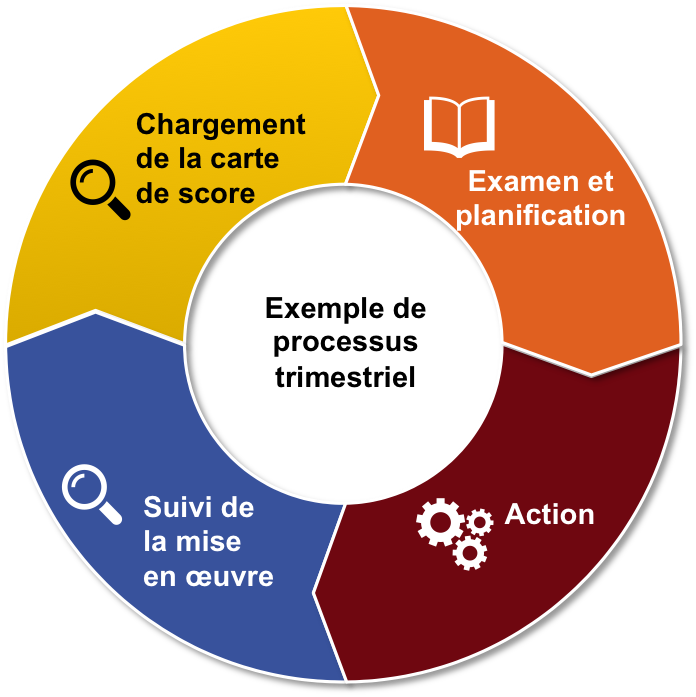 Chargement
de la carte
de score
Examen et
planification
Exemple de
processus
trimestriel
Action
Suivi de
la mise
en œuvre